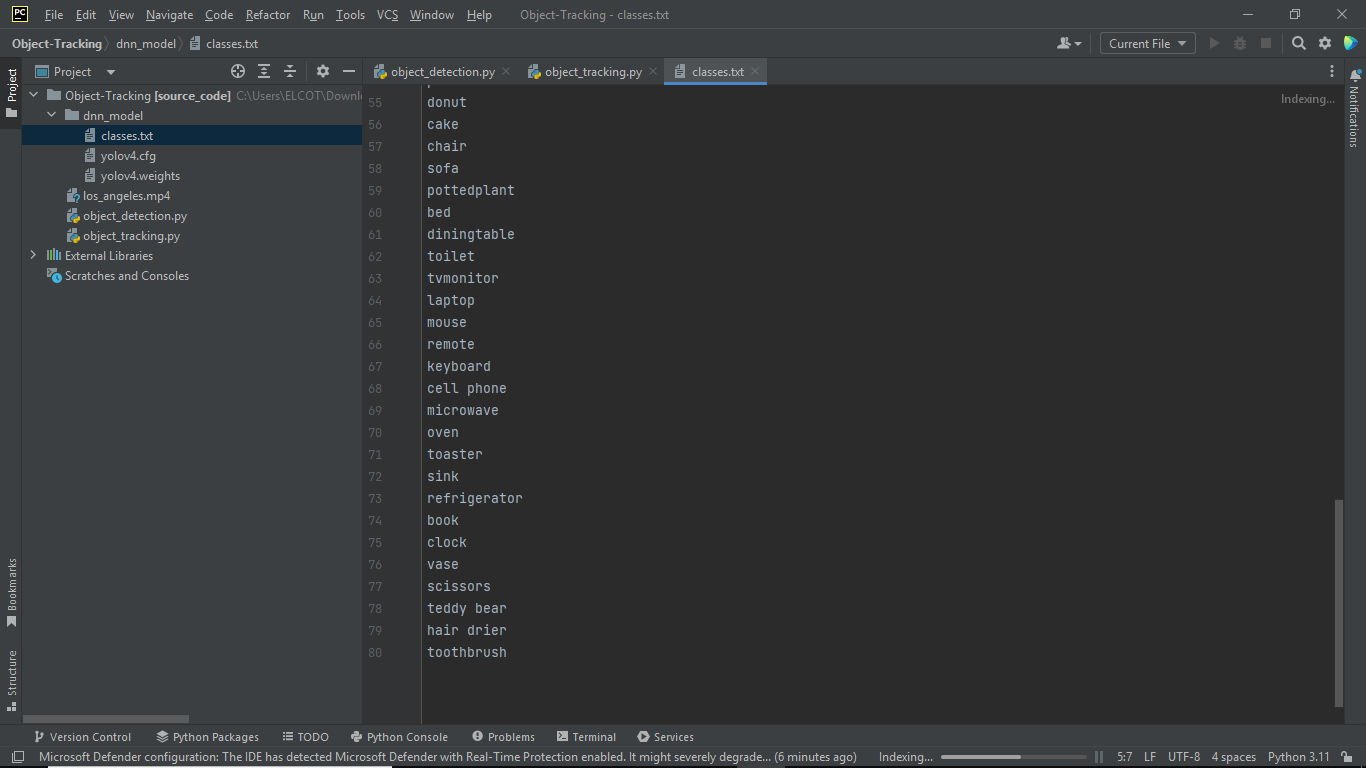 PC File Edit View Navigate Code Refactor Run Tools VCS Window Help Object-Tracking - classes.txt
Object-Tracking dnn_model classes.txt Current File
Project object_detection.py object_tracking.py classes.txt
Project
Object-Tracking [source_code] C:\Users\ELCOT\Downl
dnn_model
classes.txt
yolov4.cfg
yolov4.weights
los_angeles.mp4
object_detection.py
object_tracking.py
External Libraries
Scratches and Consoles
Bookmarks
Structure
55 donut
56 cake
57 chair
58 sofa
59 pottedplant
60 bed
61 diningtable
62 toilet
63 tvmonitor
64 laptop
65 mouse
66 remote
67 keyboard
68 cell phone
69 microwave
70 oven
71 toaster
72 sink
73 refrigerator
74 book
75 clock
76 vase
77 scissors
78 teddy bear
79 hair drier
80 toothbrush
Indexing...
Notifications
Version Control Python Packages TODO Python Console Problems Terminal Services
Microsoft Defender configuration: The IDE has detected Microsoft Defender with Real-Time Protection enabled. It might severely degrade... (6 minutes ago) Indexing... 5:7 LF UTF-8 4 spaces Python 3.11